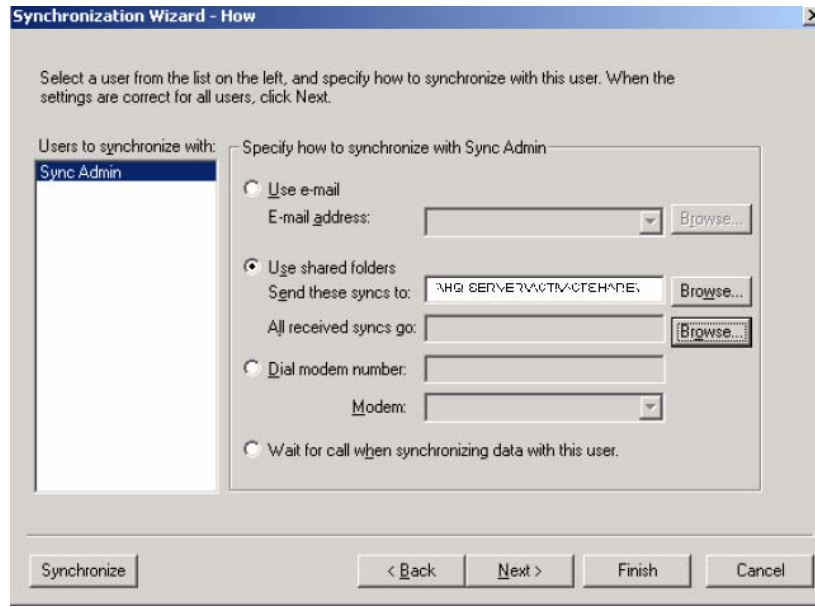 Synchronization Wizard - How
Select a user from the list on the left, and specify how to synchronize with this user. When the
settings are correct for all users, click Next.
Users to synchronize with:
Sync Admin
Specify how to synchronize with Sync Admin
Use e-mail
E-mail address:
Browse...
Use shared folders
Send these syncs to:
Browse...
All received syncs go:
Browse...
Dial modem number:
Modem:
Wait for call when synchronizing data with this user.
Synchronize
< Back
Next >
Finish
Cancel